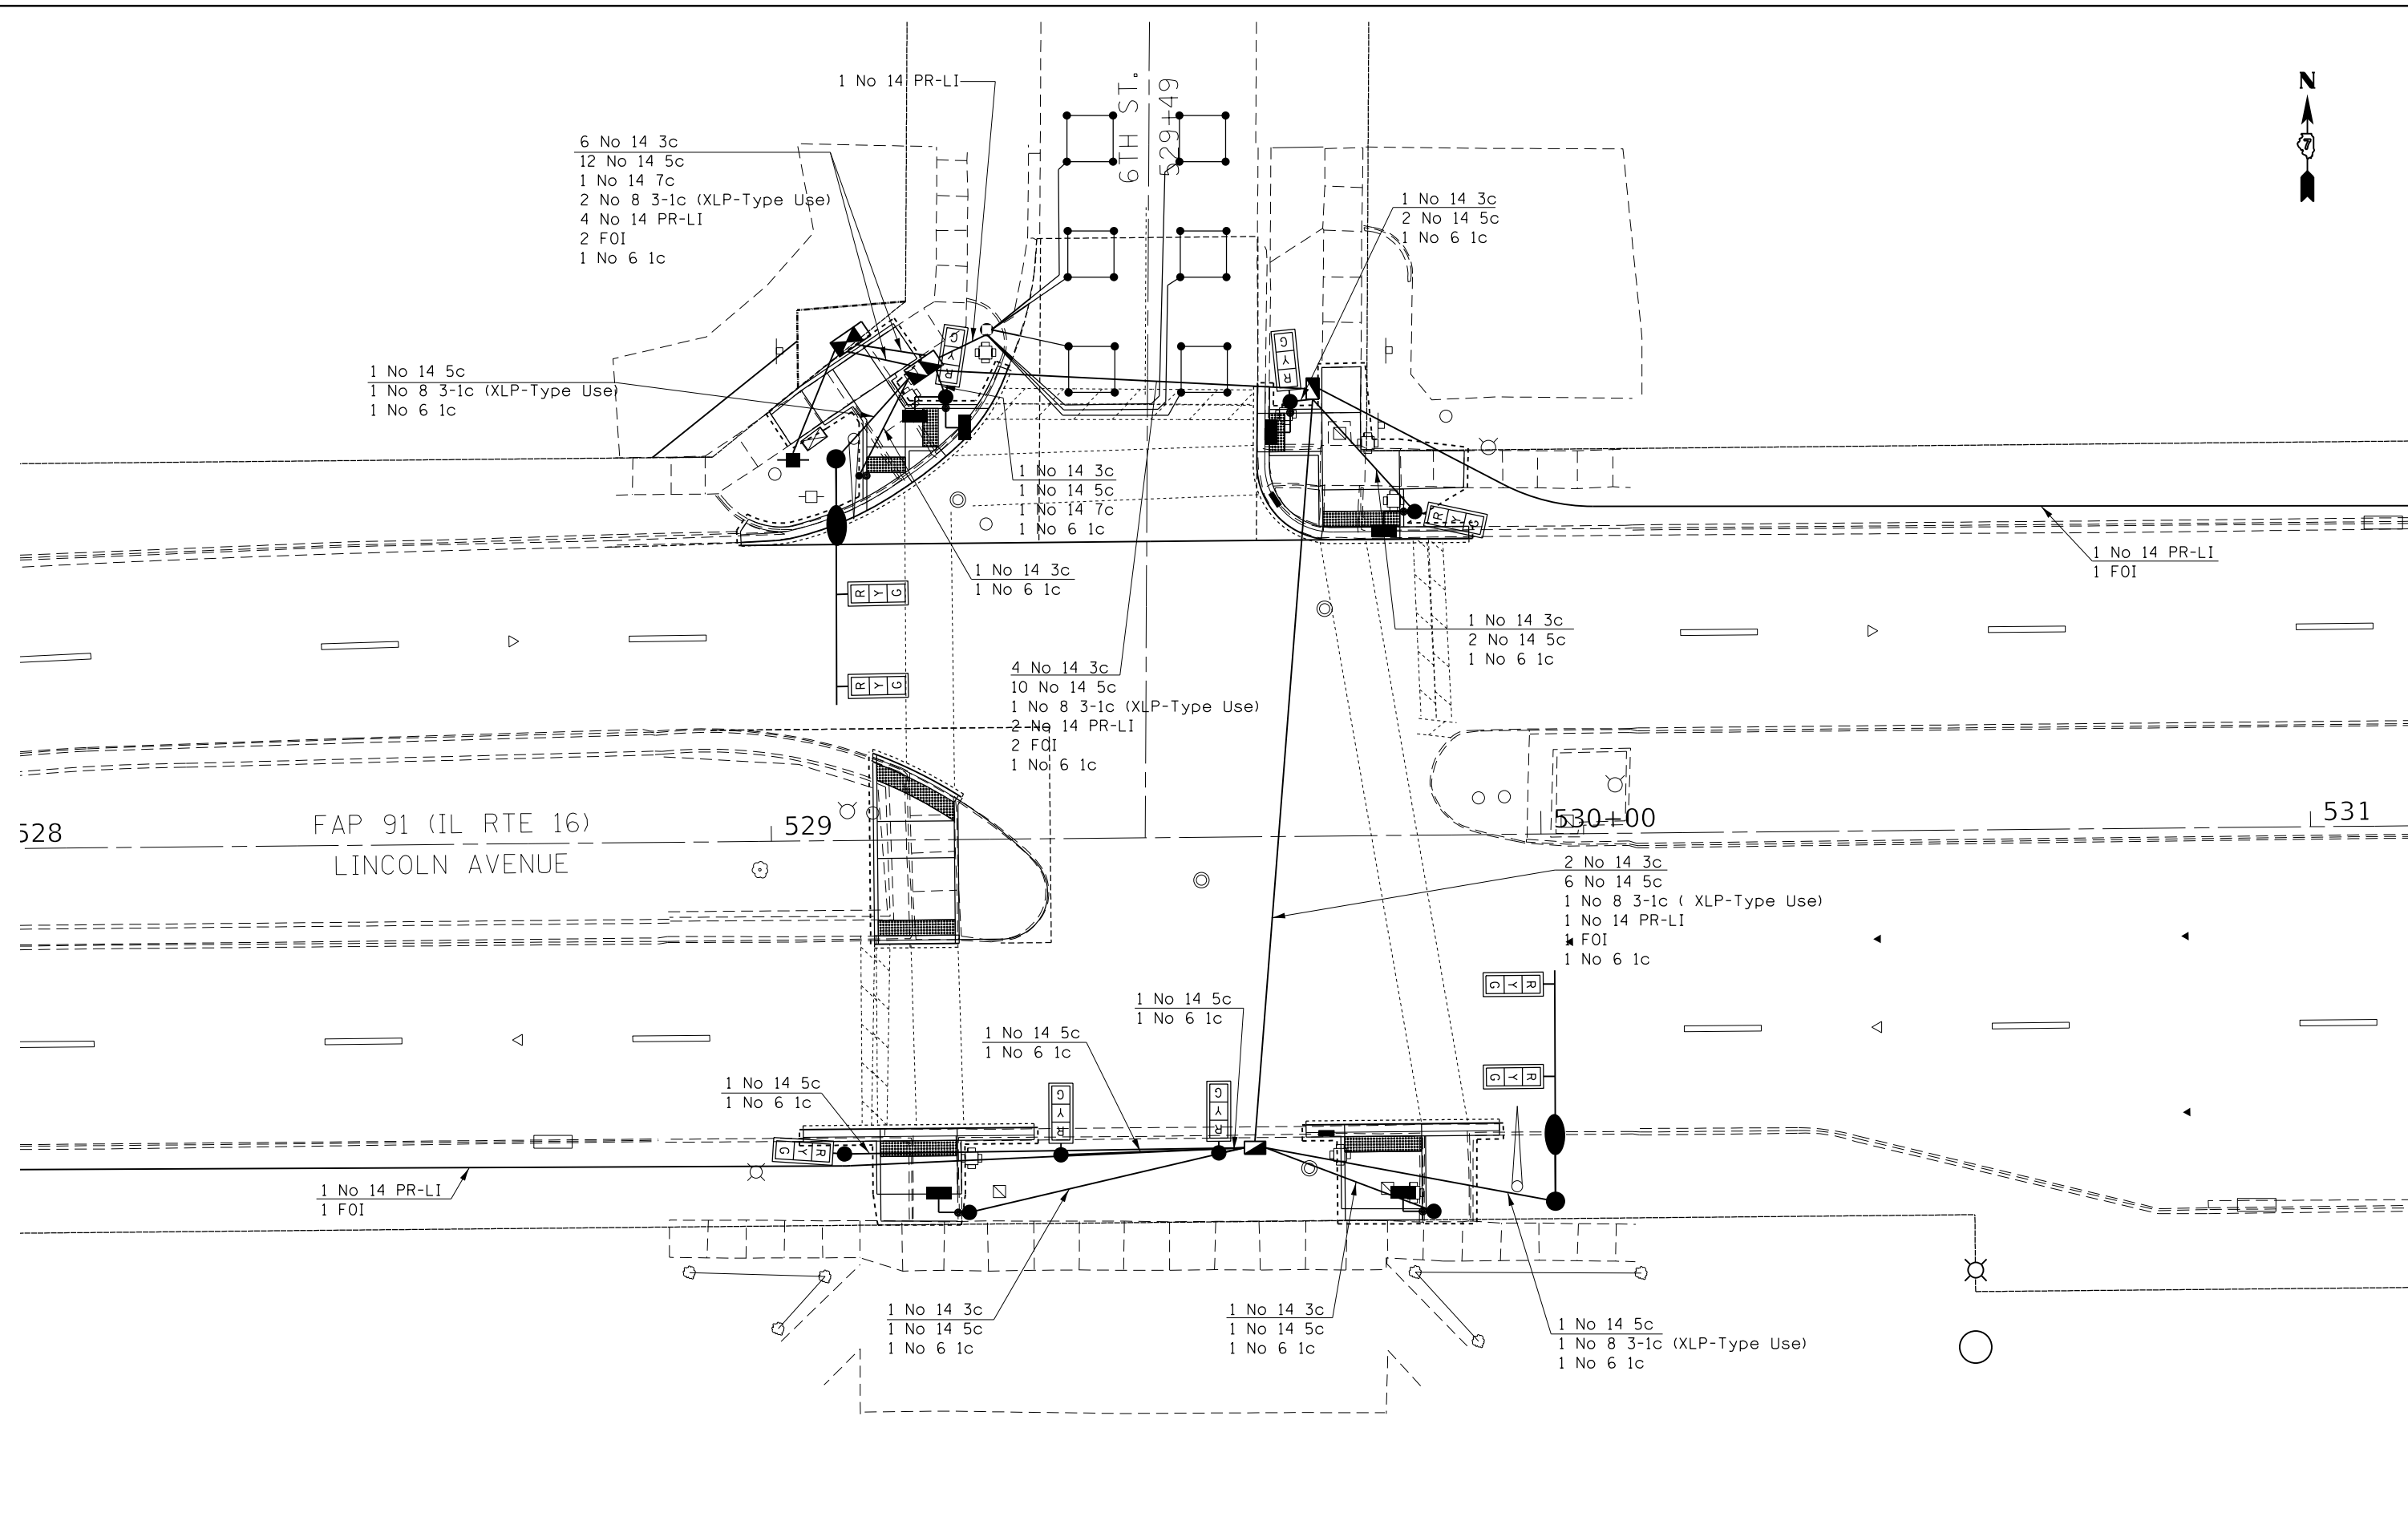 N
7
1 No 14 PR-LI
6TH ST.
529+49
6 No 14 3c
12 No 14 5c
1 No 14 7c
2 No 8 3-1c (XLP-Type Use)
4 No 14 PR-LI
2 FOI
1 No 6 1c
1 No 14 3c
2 No 14 5c
1 No 6 1c
G Y R
G Y R
1 No 14 5c
1 No 8 3-1c (XLP-Type Use)
1 No 6 1c
1 No 14 3c
1 No 14 5c
1 No 14 7c
1 No 6 1c
R Y G
1 No 14 PR-LI
1 FOI
1 No 14 3c
1 No 6 1c
R Y G
1 No 14 3c
2 No 14 5c
1 No 6 1c
R Y G
4 No 14 3c
10 No 14 5c
1 No 8 3-1c (XLP-Type Use)
2 No 14 PR-LI
2 FOI
1 No 6 1c
528
FAP 91 (IL RTE 16)
LINCOLN AVENUE
529
530+00
531
2 No 14 3c
6 No 14 5c
1 No 8 3-1c ( XLP-Type Use)
1 No 14 PR-LI
1 FOI
1 No 6 1c
G Y R
1 No 14 5c
1 No 6 1c
1 No 14 5c
1 No 6 1c
1 No 14 5c
1 No 6 1c
G Y R
G Y R
G Y R
G Y R
1 No 14 PR-LI
1 FOI
1 No 14 3c
1 No 14 5c
1 No 6 1c
1 No 14 3c
1 No 14 5c
1 No 6 1c
1 No 14 5c
1 No 8 3-1c (XLP-Type Use)
1 No 6 1c